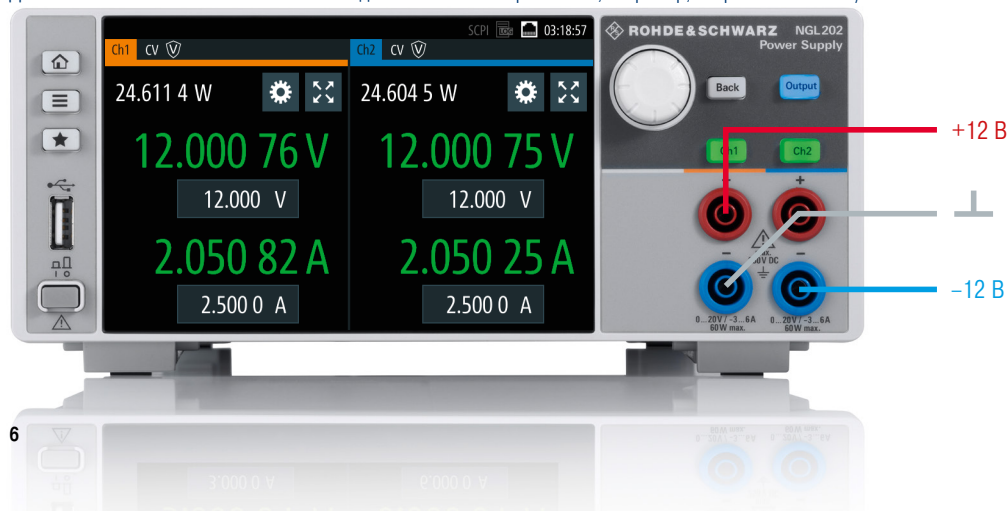 SCPI 03:18:57
Ch1 CV V
Ch2 CV V
24.611 4 W
24.604 5 W
12.000 76 V
12.000 75 V
12.000 V
12.000 V
2.050 82 A
2.050 25 A
2.500 0 A
2.500 0 A
ROHDE&SCHWARZ NGL202
Power Supply
Back
Output
Ch1
Ch2
+12 В
−12 В
0...20V / -3...6A
60W max.
0...20V / -3...6A
60W max.
6